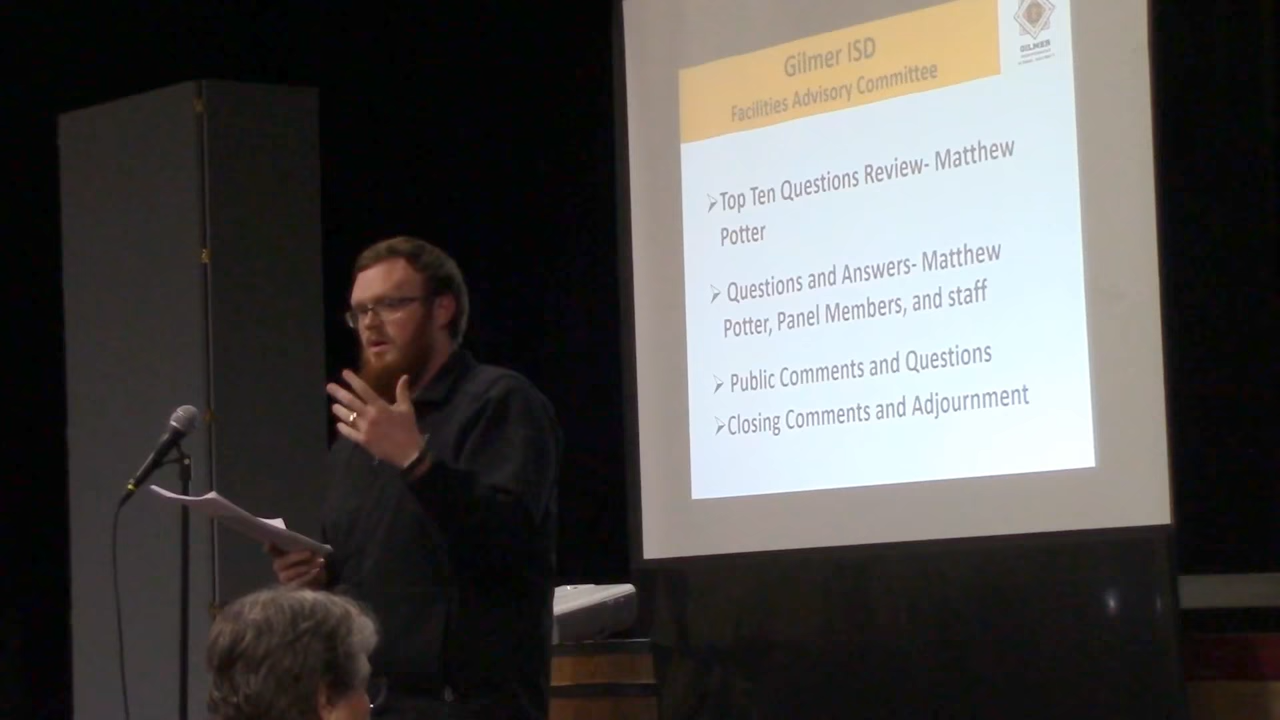 Gilmer ISD
Facilities Advisory Committee
GILMER
➢Top Ten Questions Review- Matthew
Potter
➢ Questions and Answers- Matthew
Potter, Panel Members, and staff
➢ Public Comments and Questions
➢Closing Comments and Adjournment